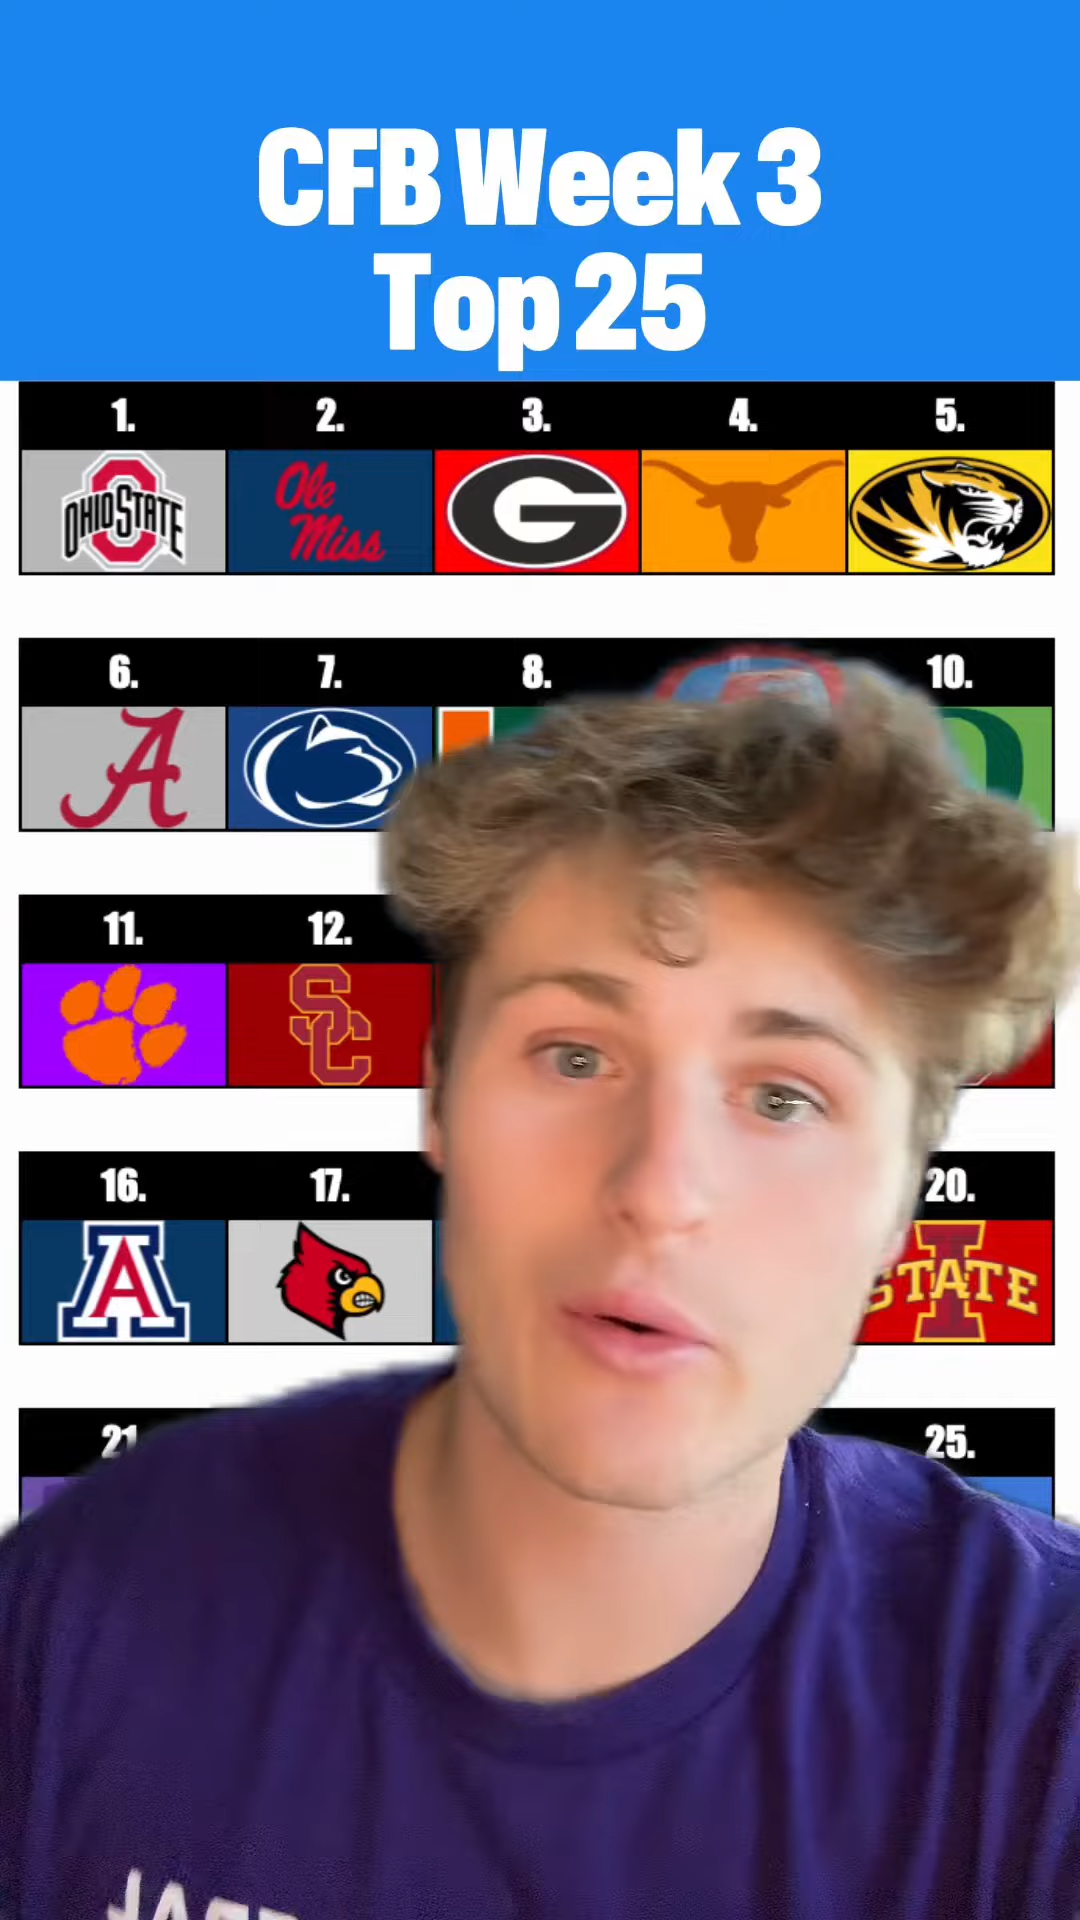 CFB Week 3
Top 25
1. 2. 3. 4. 5.
OHIO STATE Ole Miss G
6. 7. 8. 10.
A
11. 12.
SC
16. 17. 20.
A STATE
25.